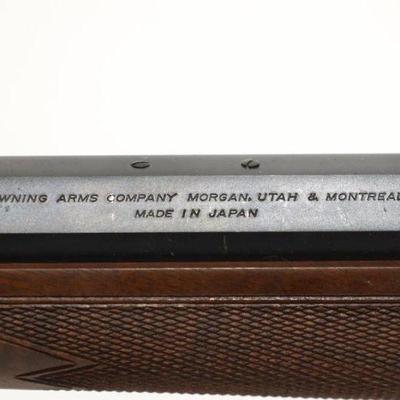 WNING ARMS COMPANY MORGAN, UTAH & MONTREAL
MADE IN JAPAN